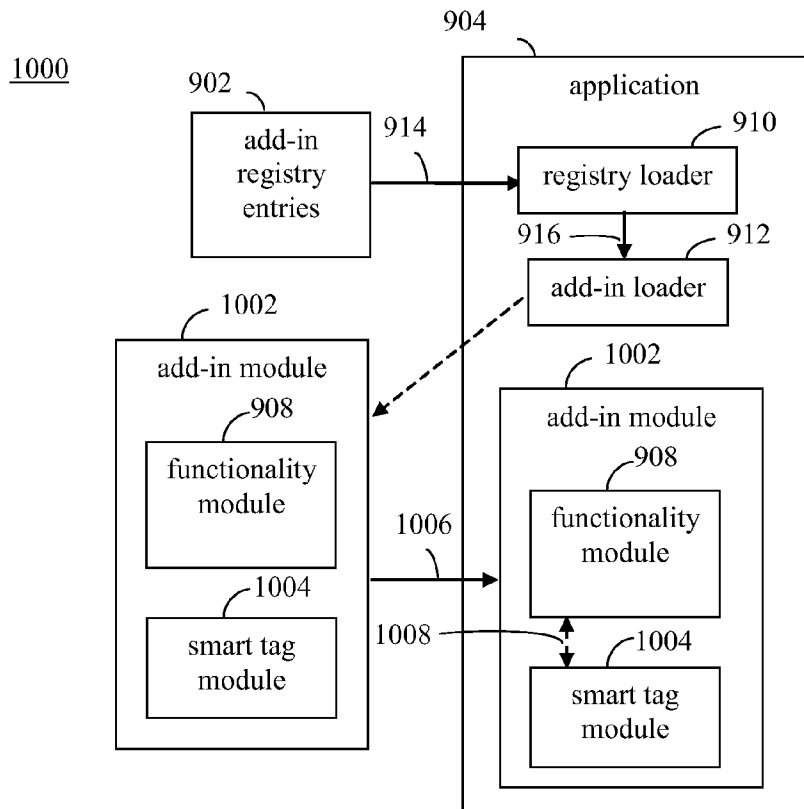 1000
904
application
902
add-in
registry
entries
914
910
registry loader
916
912
add-in loader
1002
add-in module
908
functionality
module
1004
smart tag
module
1006
1002
add-in module
908
functionality
module
1008
1004
smart tag
module